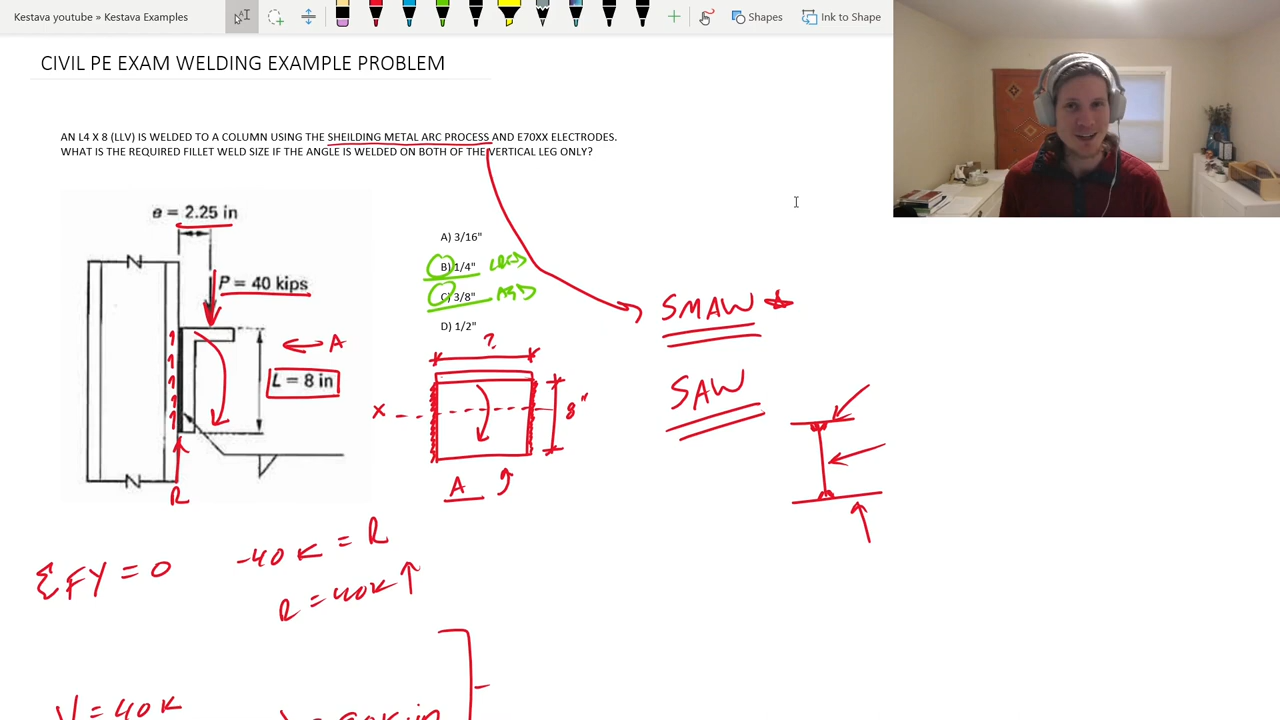 Kestava youtube » Kestava Examples
Shapes
Ink to Shape
CIVIL PE EXAM WELDING EXAMPLE PROBLEM
AN L4 X 8 (LLV) IS WELDED TO A COLUMN USING THE SHEILDING METAL ARC PROCESS AND E70XX ELECTRODES.
WHAT IS THE REQUIRED FILLET WELD SIZE IF THE ANGLE IS WELDED ON BOTH OF THE VERTICAL LEG ONLY?
e = 2.25 in
N
P = 40 kips
A
L = 8 in
N
R
A) 3/16"
B) 1/4" LRFD
C) 3/8" ASD
D) 1/2"
?
X
8"
A
SMAW
SAW
ΣFY = 0
-40K = R
R = 40K ↑
V = 40K